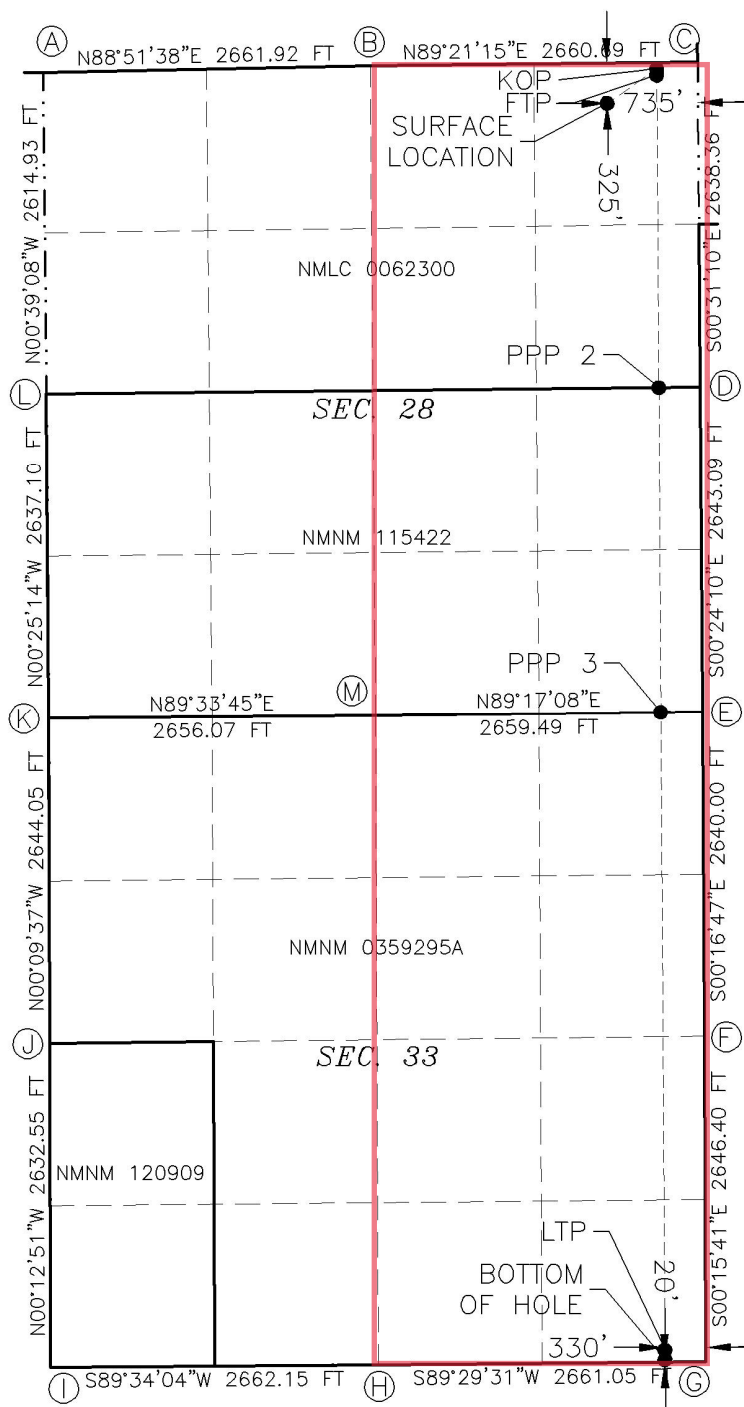 A
B
C
N88°51'38"E 2661.92 FT
N89°21'15"E 2660.69 FT
KOP
FTP
735'
SURFACE
LOCATION
325'
N00°39'08"W 2614.93 FT
S00°31'10"E 2638.36 F
NMLC 0062300
PPP 2
L
D
SEC. 28
N00°25'14"W 2637.10 FT
S00°24'10"E 2643.09 FT
NMNM 115422
PPP 3
M
N89°33'45"E
2656.07 FT
N89°17'08"E
2659.49 FT
K
E
N00°09'37"W 2644.05 FT
S00°16'47"E 2640.00 FT
NMNM 0359295A
J
F
SEC. 33
N00°12'51"W 2632.55 FT
S00°15'41"E 2646.40 FT
NMNM 120909
LTP
BOTTOM
OF HOLE
20'
330'
I
S89°34'04"W 2662.15 FT
H
S89°29'31"W 2661.05 FT
G